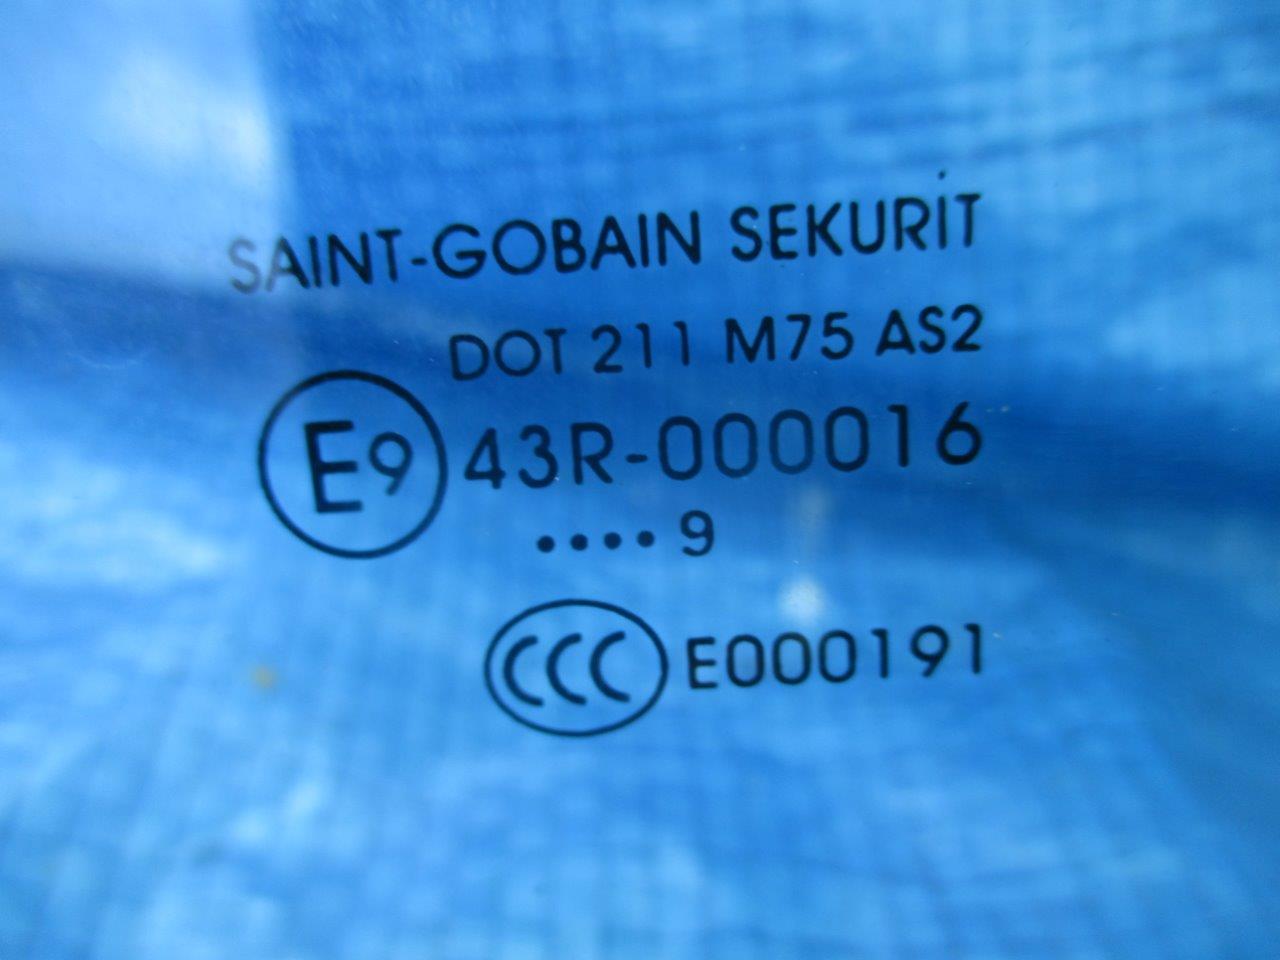 SAINT-GOBAIN SEKURIT
DOT 211 M75 AS2
E9 43R-000016
•••• 9
CCC E000191